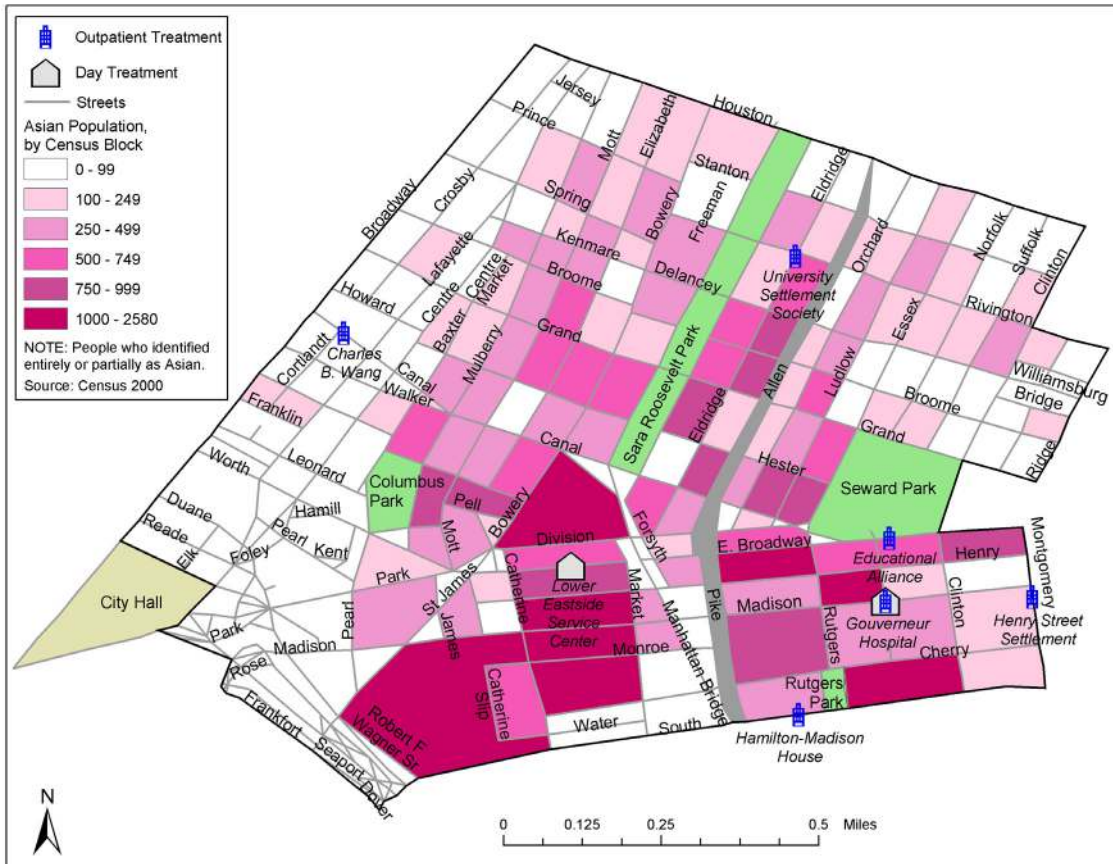 Outpatient Treatment
Day Treatment
Streets
Asian Population,
by Census Block
0 - 99
100 - 249
250 - 499
500 - 749
750 - 999
1000 - 2580
NOTE: People who identified
entirely or partially as Asian.
Source: Census 2000
Houston
Jersey
Prince
Mott
Elizabeth
Stanton
Eldridge
Crosby
Spring
Bowery
Freeman
Orchard
Norfolk
Suffolk
Clinton
Broadway
Lafayette
Kenmare
Delancey
University
Settlement
Society
Centre
Market
Centre
Broome
Essex
Rivington
Howard
Baxter
Grand
Cortlandt
Charles
B. Wang
Canal
Walker
Mulberry
Sara Roosevelt Park
Allen
Ludlow
Williamsburg
Bridge
Broome
Franklin
Eldridge
Grand
Ridge
Canal
Worth
Leonard
Hester
Columbus
Park
Pell
Seward Park
Duane
Hamill
Bowery
Reade
Pearl
Kent
Mott
Forsyth
Elk
Foley
Division
E. Broadway
Henry
Montgomery
Park
St James
Catherine
Lower
Eastside
Service
Center
Market
Educational
Alliance
City Hall
Pearl
James
Manhattan Bridge
Pike
Madison
Rutgers
Gouverneur
Hospital
Clinton
Henry Street
Settlement
Park
Madison
Monroe
Cherry
Rose
Catherine
Slip
Rutgers
Park
Frankfort
Robert F
Wagner Sr
Water
South
Seaport
Dover
Hamilton-Madison
House
N
0 0.125 0.25 0.5 Miles